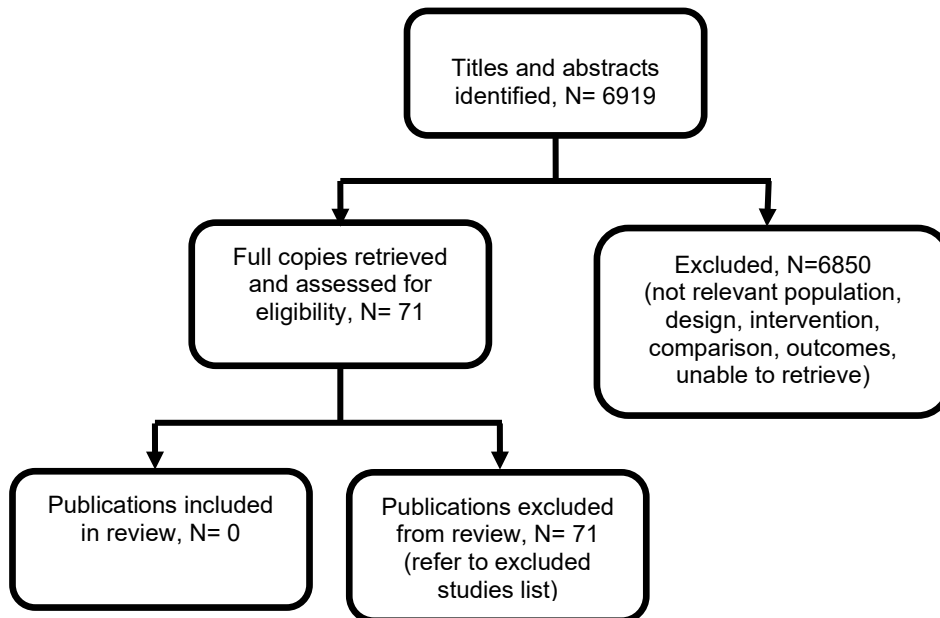 Titles and abstracts
identified, N= 6919
Full copies retrieved
and assessed for
eligibility, N= 71
Excluded, N=6850
(not relevant population,
design, intervention,
comparison, outcomes,
unable to retrieve)
Publications included
in review, N= 0
Publications excluded
from review, N= 71
(refer to excluded
studies list)